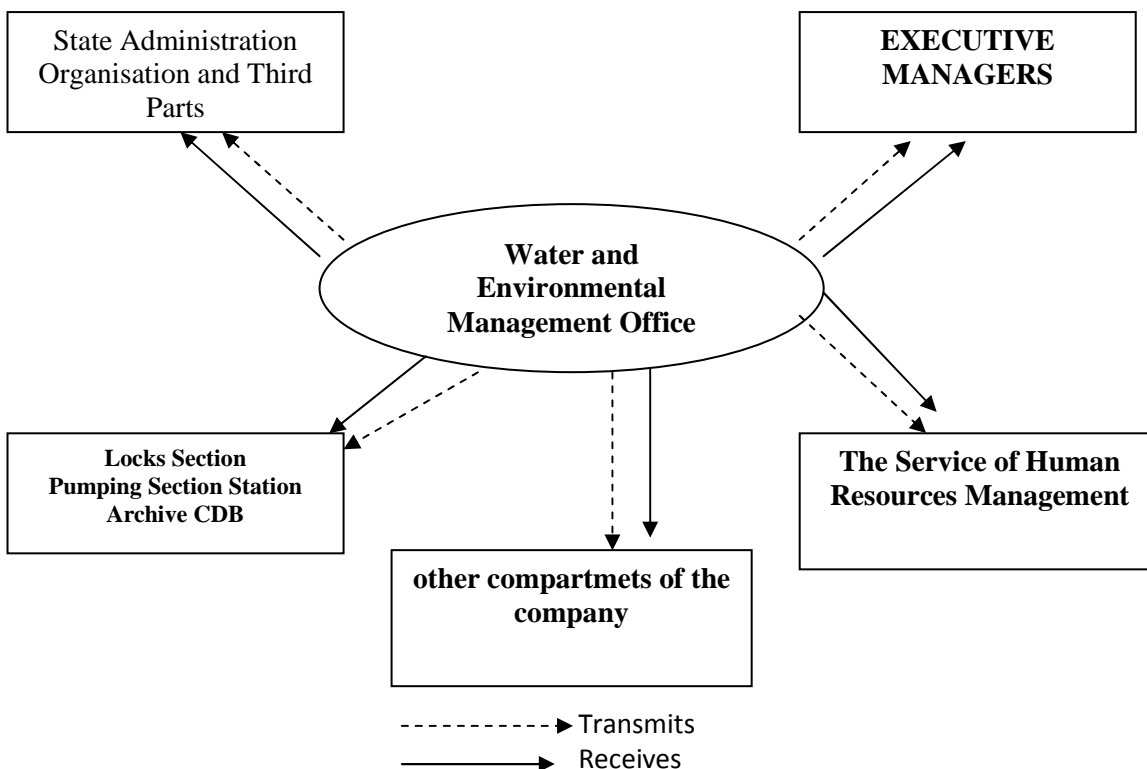 State Administration
Organisation and Third
Parts
EXECUTIVE
MANAGERS
Water and
Environmental
Management Office
Locks Section
Pumping Section Station
Archive CDB
The Service of Human
Resources Management
other compartmets of the
company
Transmits
Receives